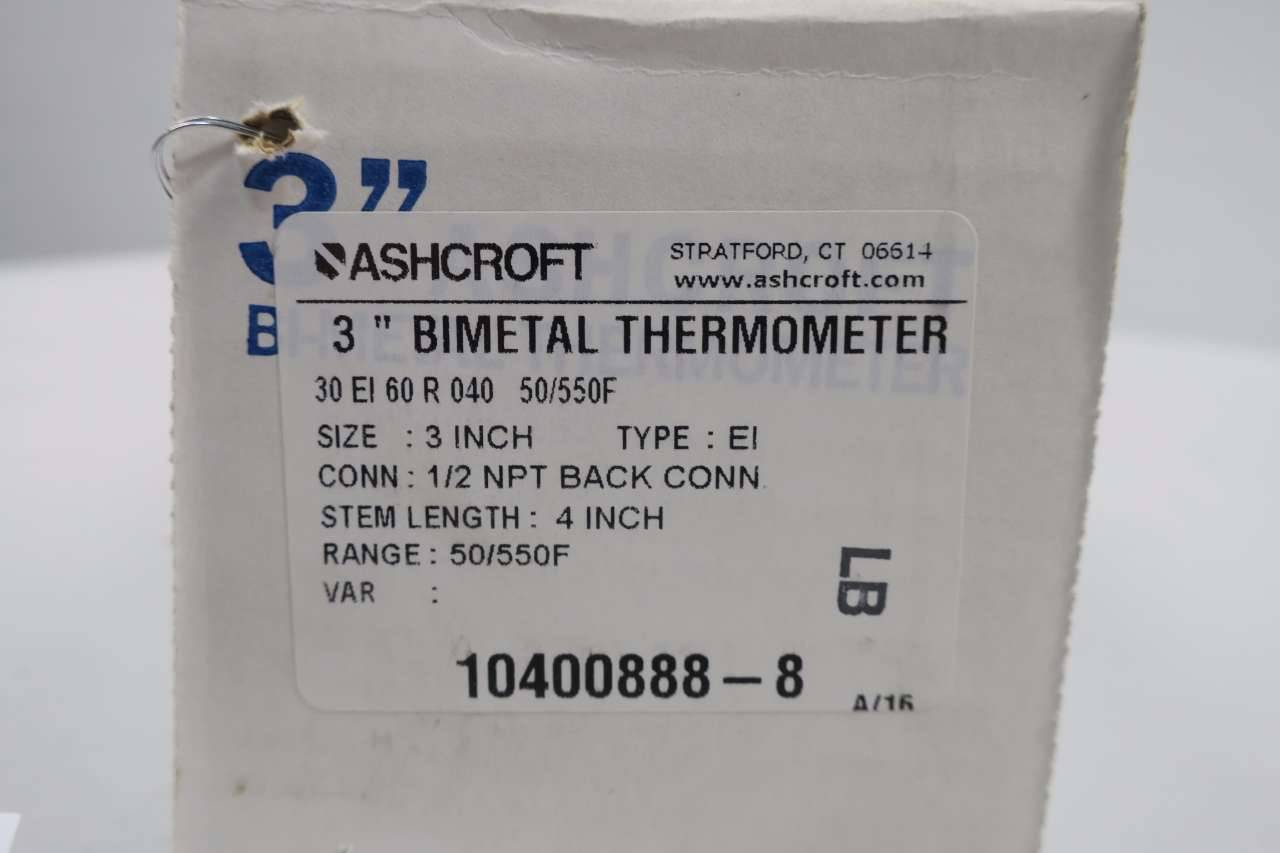 3"
ASHCROFT
STRATFORD, CT 06614
www.ashcroft.com
3 " BIMETAL THERMOMETER
30 EI 60 R 040 50/550F
SIZE : 3 INCH TYPE : EI
CONN : 1/2 NPT BACK CONN.
STEM LENGTH : 4 INCH
RANGE : 50/550F
VAR :
LB
10400888-8
A/16